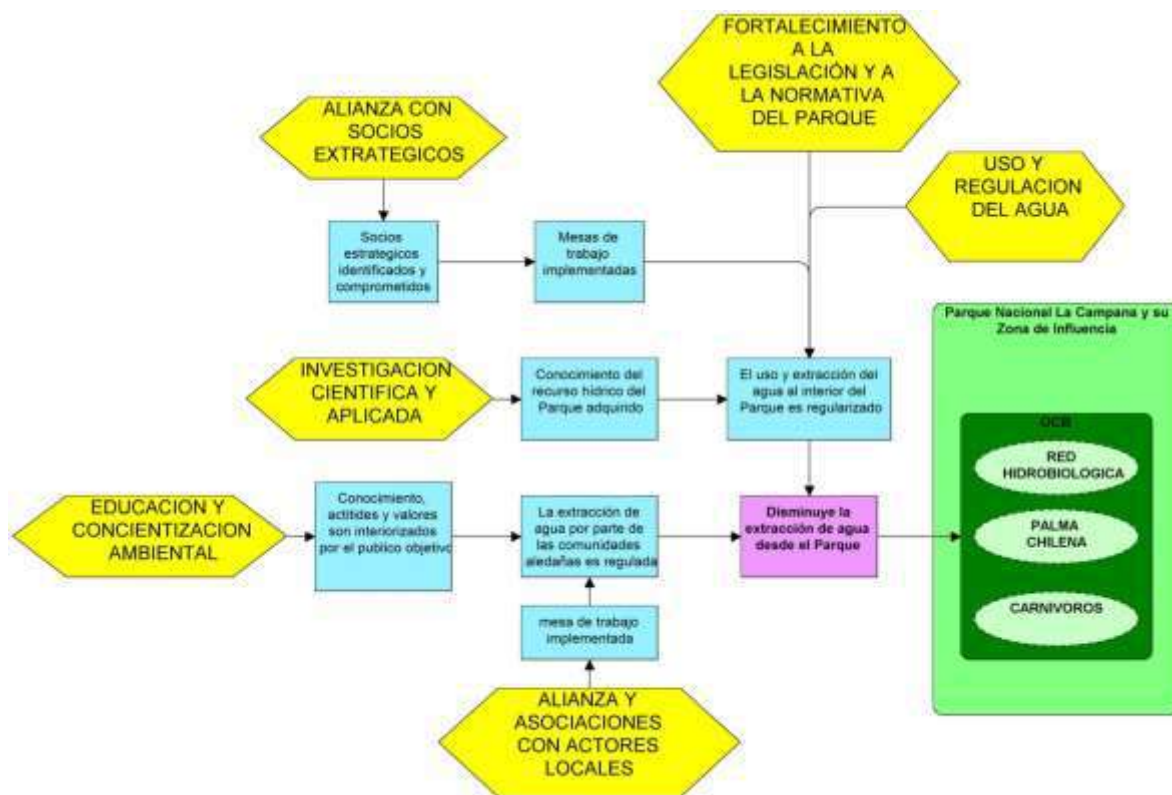 FORTALECIMIENTO
A LA
LEGISLACIÓN Y A
LA NORMATIVA
DEL PARQUE
ALIANZA CON
SOCIOS
EXTRATEGICOS
USO Y
REGULACION
DEL AGUA
Socios
estrategicos
identificados y
comprometidos
Mesas de
trabajo
implementadas
Parque Nacional La Campana y su
Zona de Influencia
INVESTIGACION
CIENTIFICA Y
APLICADA
Conocimiento del
recurso hídrico del
Parque adquirido
El uso y extracción del
agua al interior del
Parque es regularizado
OCB
RED
HIDROBIOLOGICA
PALMA
CHILENA
CARNIVOROS
EDUCACION Y
CONCIENTIZACION
AMBIENTAL
Conocimiento,
actitides y valores
son interiorizados
por el publico objetivo
La extracción de
agua por parte de
las comunidades
aledañas es regulada
Disminuye la
extracción de agua
desde el Parque
mesa de trabajo
implementada
ALIANZA Y
ASOCIACIONES
CON ACTORES
LOCALES